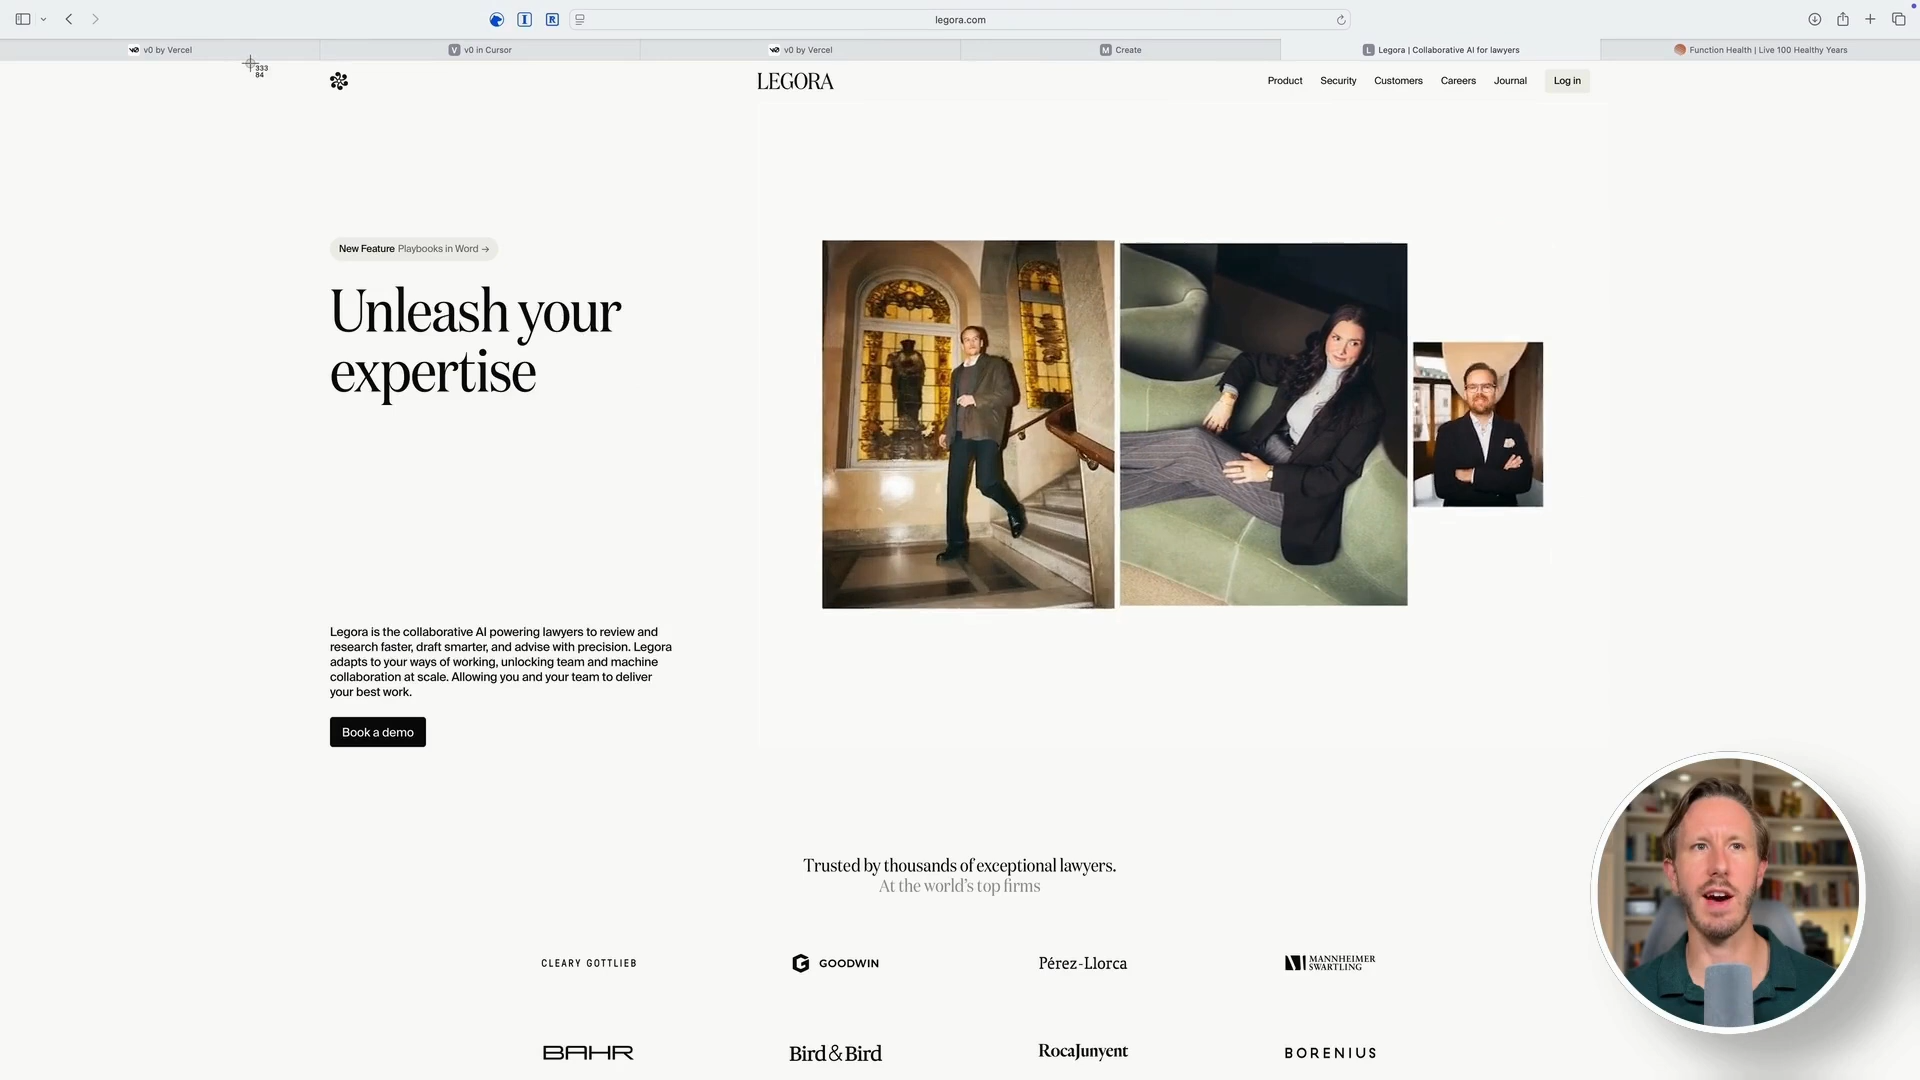 legora.com
v0 by Vercel
v0 in Cursor
v0 by Vercel
Create
Legora | Collaborative AI for lawyers
Function Health | Live 100 Healthy Years
333
84
LEGORA
Product
Security
Customers
Careers
Journal
Log in
New Feature Playbooks in Word →
Unleash your
expertise
Legora is the collaborative AI powering lawyers to review and
research faster, draft smarter, and advise with precision. Legora
adapts to your ways of working, unlocking team and machine
collaboration at scale. Allowing you and your team to deliver
your best work.
Book a demo
Trusted by thousands of exceptional lawyers.
At the world's top firms
CLEARY GOTTLIEB
GOODWIN
Pérez-Llorca
MANNHEIMER
SWARTLING
BAHR
Bird & Bird
RocaJunyent
BORENIUS